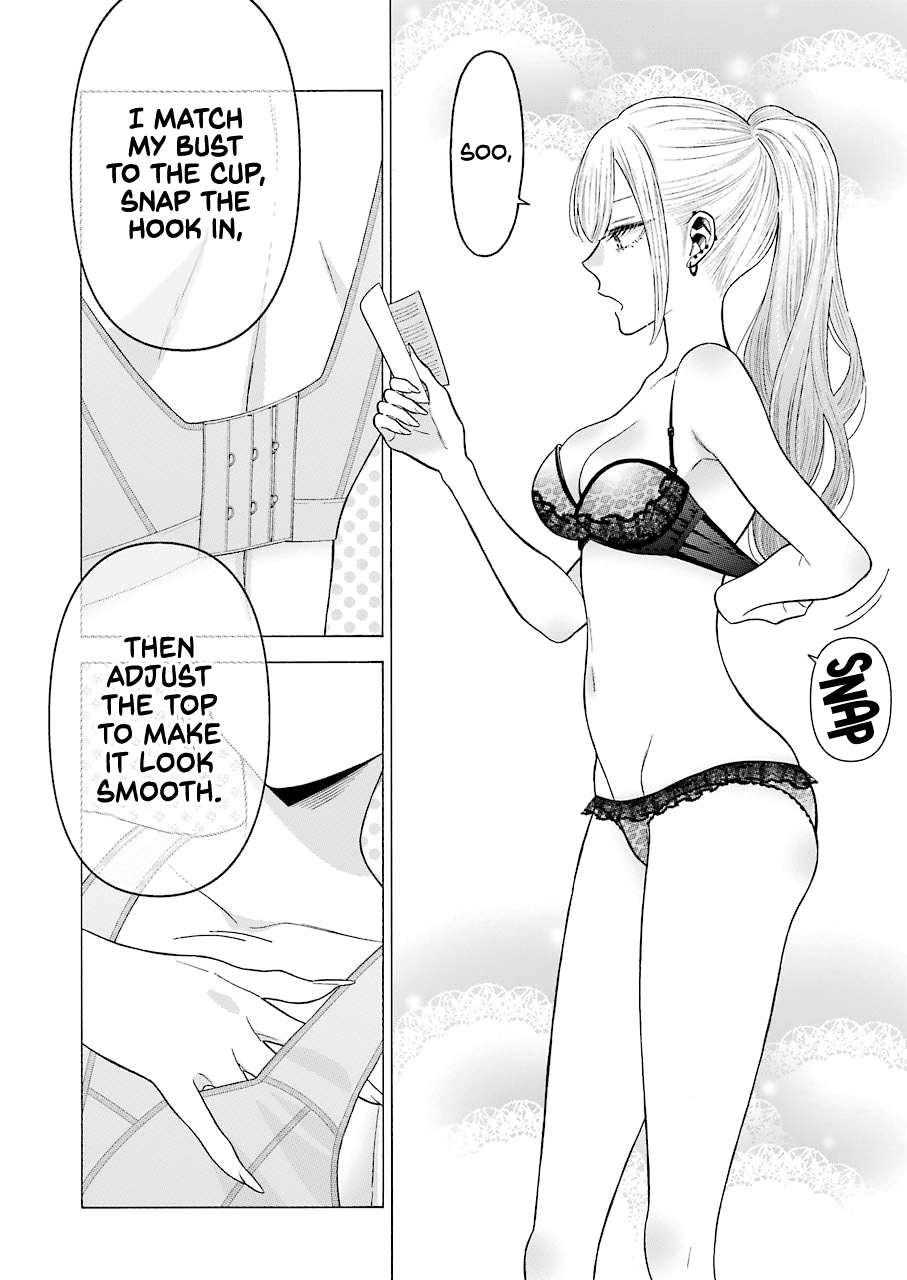 SOO,
I MATCH
MY BUST
TO THE CUP,
SNAP THE
HOOK IN,
SNAP
THEN
ADJUST
THE TOP
TO MAKE
IT LOOK
SMOOTH.